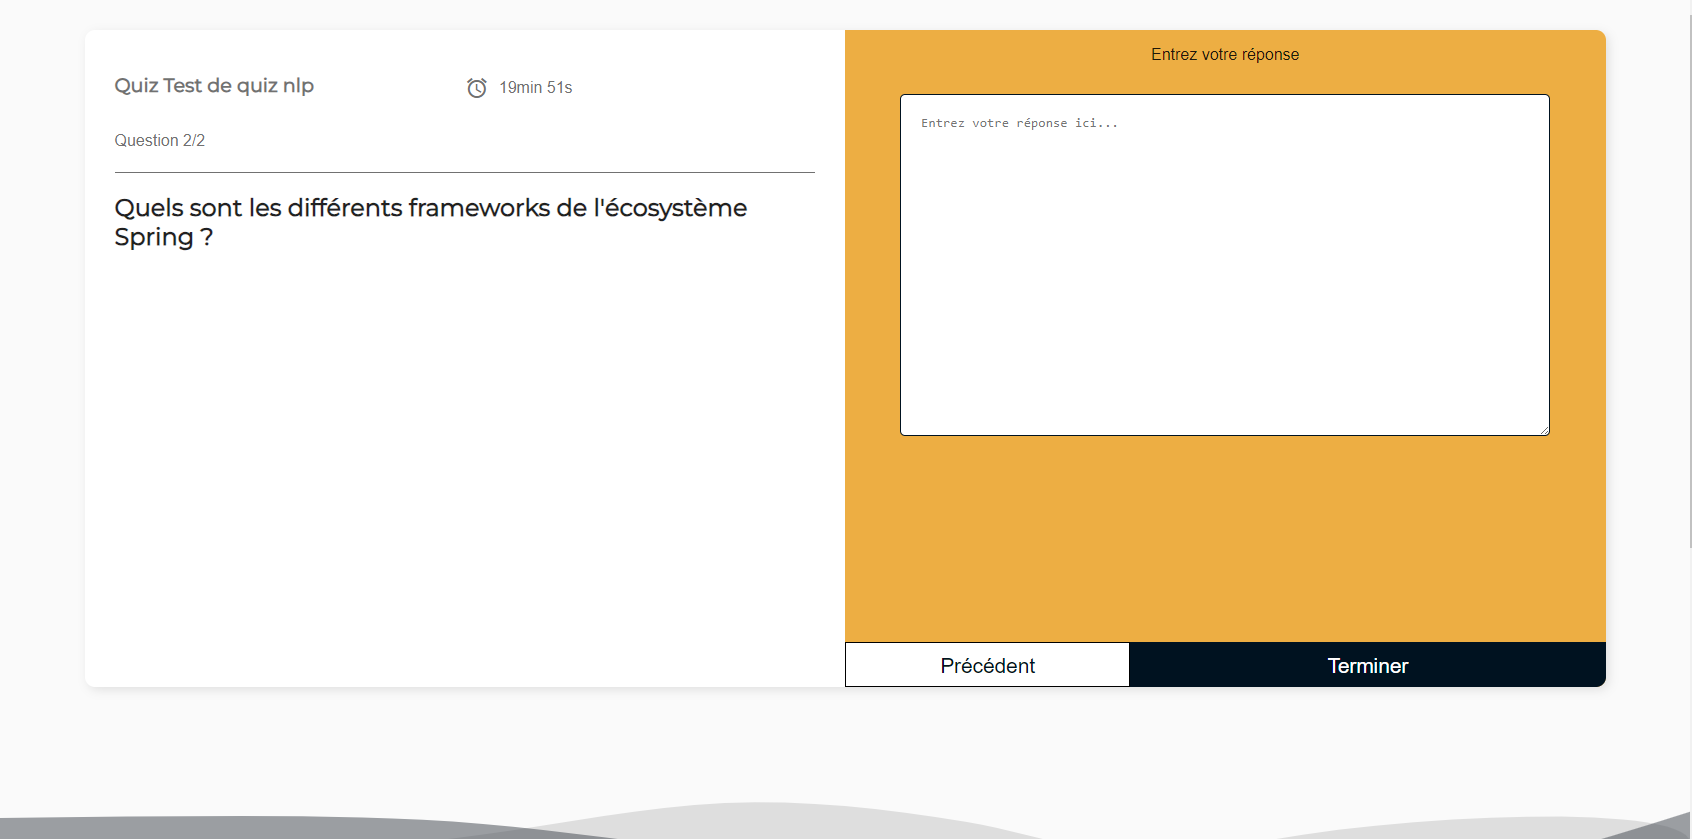 Quiz Test de quiz nlp
19min 51s
Question 2/2
Quels sont les différents frameworks de l'écosystème
Spring ?
Entrez votre réponse
Entrez votre réponse ici...
Précédent
Terminer